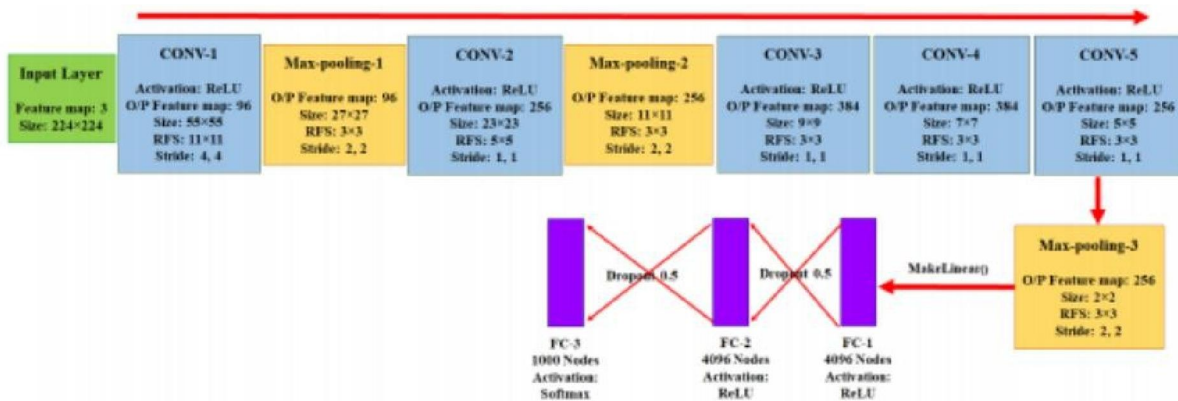 Input Layer
Feature map: 3
Size: 224×224
CONV-1
Activation: ReLU
O/P Feature map: 96
Size: 55×55
RFS: 11×11
Stride: 4, 4
Max-pooling-1
O/P Feature map: 96
Size: 27×27
RFS: 3×3
Stride: 2, 2
CONV-2
Activation: ReLU
O/P Feature map: 256
Size: 23×23
RFS: 5×5
Stride: 1, 1
Max-pooling-2
O/P Feature map: 256
Size: 11×11
RFS: 3×3
Stride: 2, 2
CONV-3
Activation: ReLU
O/P Feature map: 384
Size: 9×9
RFS: 3×3
Stride: 1, 1
CONV-4
Activation: ReLU
O/P Feature map: 384
Size: 7×7
RFS: 3×3
Stride: 1, 1
CONV-5
Activation: ReLU
O/P Feature map: 256
Size: 5×5
RFS: 3×3
Stride: 1, 1
Max-pooling-3
O/P Feature map: 256
Size: 2×2
RFS: 3×3
Stride: 2, 2
MakeLinear()
Dropout 0.5
Dropout 0.5
FC-3
1000 Nodes
Activation:
Softmax
FC-2
4096 Nodes
Activation:
ReLU
FC-1
4096 Nodes
Activation:
ReLU